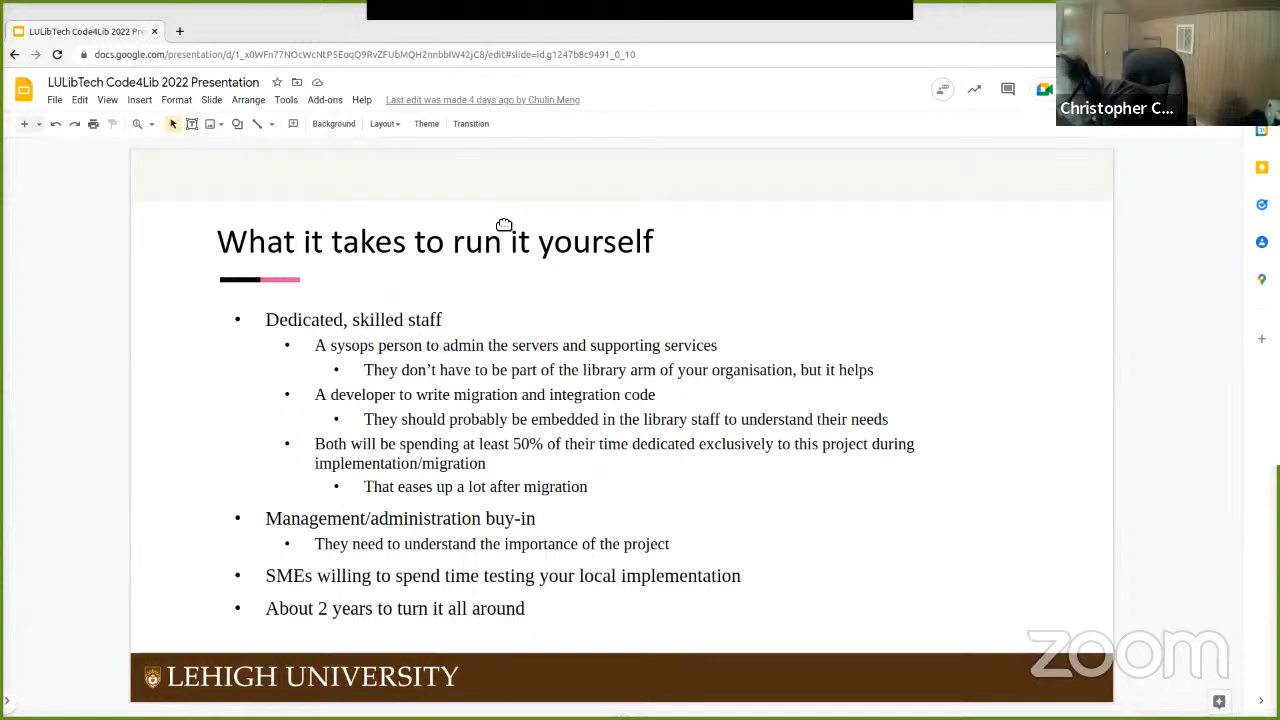 LULibTech Code4Lib 2022 Presentation
docs.google.com/presentation/d/1_x0WFn77NOcWcNtP5EoqQ9RvZFUbMQH2nnbbIW42jC8/edit#slide=id.g1247b8c9491_0_10
LULibTech Code4Lib 2022 Presentation
File Edit View Insert Format Slide Arrange Tools Add-ons Help Last edit was made 4 days ago by Chulin Meng
Background Layout Theme Transition
Christopher C...
What it takes to run it yourself
• Dedicated, skilled staff
• A sysops person to admin the servers and supporting services
• They don’t have to be part of the library arm of your organisation, but it helps
• A developer to write migration and integration code
• They should probably be embedded in the library staff to understand their needs
• Both will be spending at least 50% of their time dedicated exclusively to this project during
implementation/migration
• That eases up a lot after migration
• Management/administration buy-in
• They need to understand the importance of the project
• SMEs willing to spend time testing your local implementation
• About 2 years to turn it all around
LEHIGH UNIVERSITY
zoom